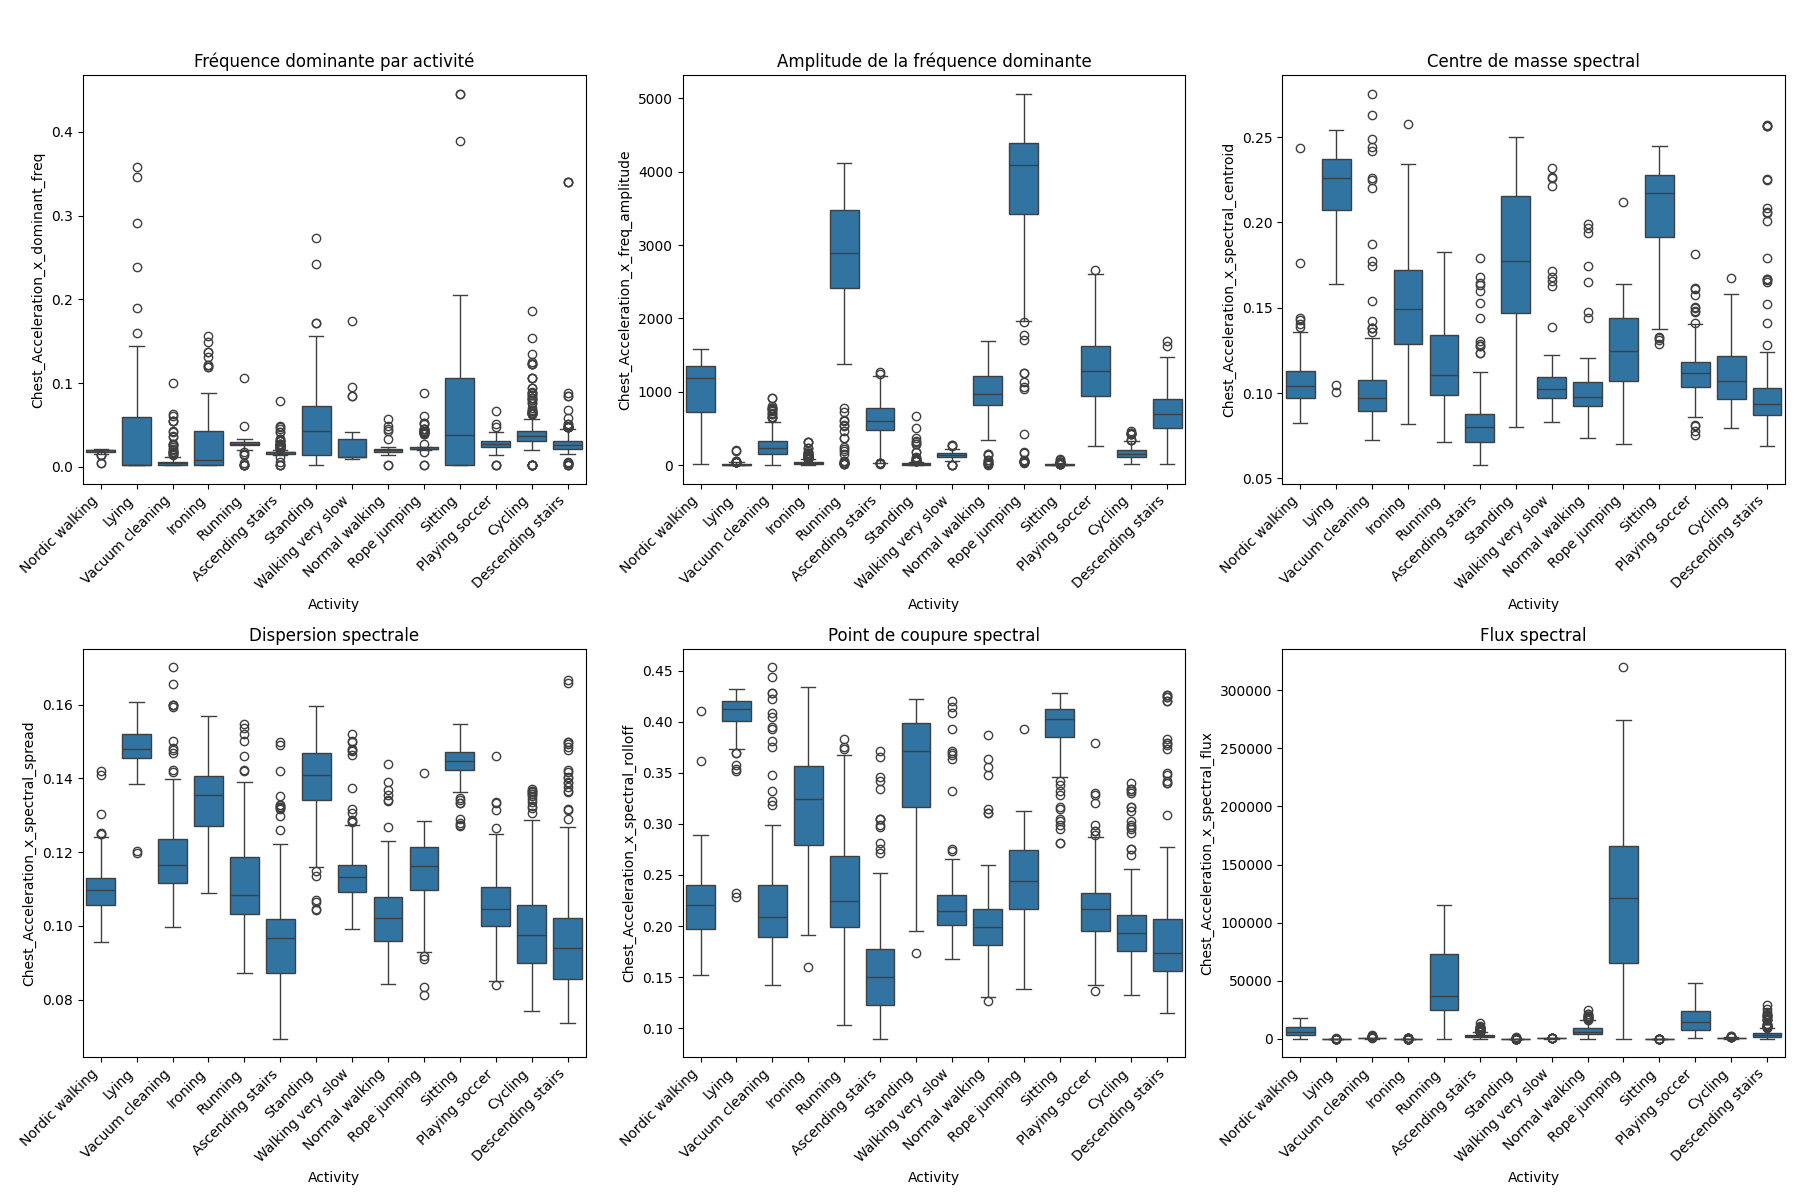 Fréquence dominante par activité
Chest_Acceleration_x_dominant_freq
0.4
0.3
0.2
0.1
0.0
Nordic walking
Lying
Vacuum cleaning
Ironing
Running
Ascending stairs
Standing
Walking very slow
Normal walking
Rope jumping
Sitting
Playing soccer
Cycling
Descending stairs
Activity
Amplitude de la fréquence dominante
Chest_Acceleration_x_freq_amplitude
5000
4000
3000
2000
1000
0
Nordic walking
Lying
Vacuum cleaning
Ironing
Running
Ascending stairs
Standing
Walking very slow
Normal walking
Rope jumping
Sitting
Playing soccer
Cycling
Descending stairs
Activity
Centre de masse spectral
Chest_Acceleration_x_spectral_centroid
0.25
0.20
0.15
0.10
0.05
Nordic walking
Lying
Vacuum cleaning
Ironing
Running
Ascending stairs
Standing
Walking very slow
Normal walking
Rope jumping
Sitting
Playing soccer
Cycling
Descending stairs
Activity
Dispersion spectrale
Chest_Acceleration_x_spectral_spread
0.16
0.14
0.12
0.10
0.08
Nordic walking
Lying
Vacuum cleaning
Ironing
Running
Ascending stairs
Standing
Walking very slow
Normal walking
Rope jumping
Sitting
Playing soccer
Cycling
Descending stairs
Activity
Point de coupure spectral
Chest_Acceleration_x_spectral_rolloff
0.45
0.40
0.35
0.30
0.25
0.20
0.15
0.10
Nordic walking
Lying
Vacuum cleaning
Ironing
Running
Ascending stairs
Standing
Walking very slow
Normal walking
Rope jumping
Sitting
Playing soccer
Cycling
Descending stairs
Activity
Flux spectral
Chest_Acceleration_x_spectral_flux
300000
250000
200000
150000
100000
50000
0
Nordic walking
Lying
Vacuum cleaning
Ironing
Running
Ascending stairs
Standing
Walking very slow
Normal walking
Rope jumping
Sitting
Playing soccer
Cycling
Descending stairs
Activity